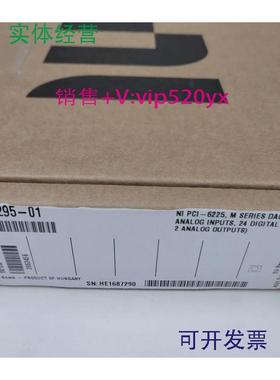 实体经营
销售+V:vip520yx
295-01
NI PCI-6225, M SERIES DAQ
ANALOG INPUTS, 24 DIGITAL
2 ANALOG OUTPUTS)
PRODUCT OF HUNGARY
SN: HE1687290
可开发票